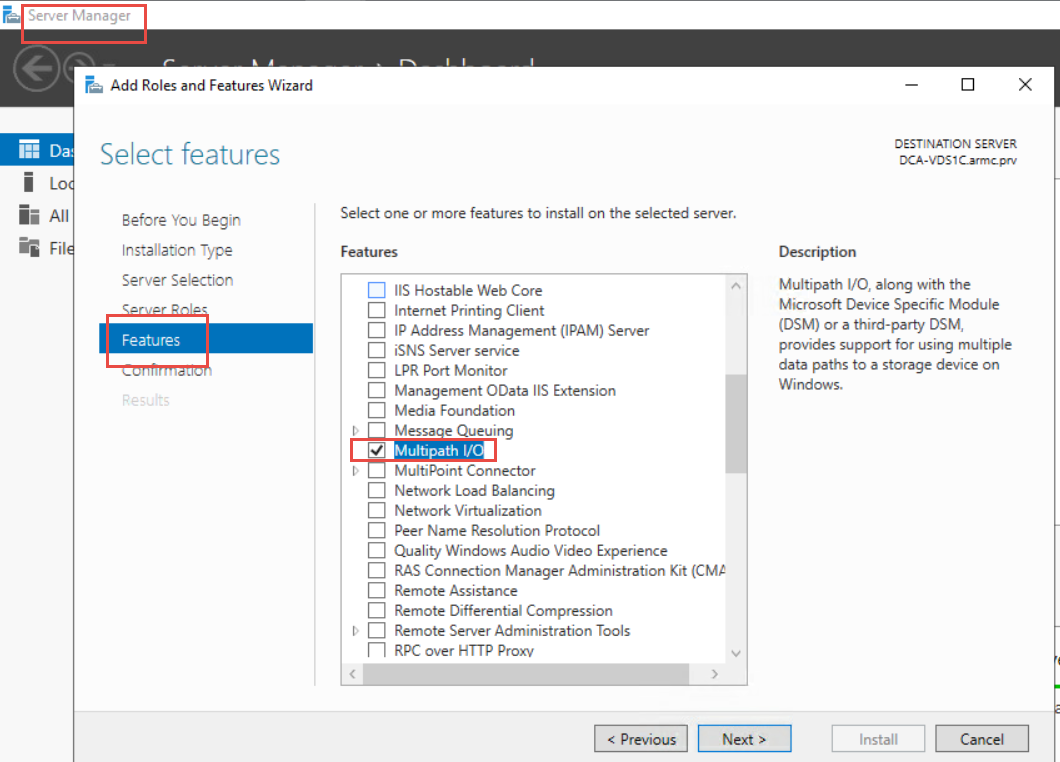 Server Manager
Server Manager › Dashboard
Add Roles and Features Wizard
Select features
DESTINATION SERVER
DCA-VDS1C.armc.prv
Das
Loc
All
File
Before You Begin
Installation Type
Server Selection
Server Roles
Features
Confirmation
Results
Select one or more features to install on the selected server.
Features
IIS Hostable Web Core
Internet Printing Client
IP Address Management (IPAM) Server
iSNS Server service
LPR Port Monitor
Management OData IIS Extension
Media Foundation
Message Queuing
Multipath I/O
MultiPoint Connector
Network Load Balancing
Network Virtualization
Peer Name Resolution Protocol
Quality Windows Audio Video Experience
RAS Connection Manager Administration Kit (CMA
Remote Assistance
Remote Differential Compression
Remote Server Administration Tools
RPC over HTTP Proxy
Description
Multipath I/O, along with the
Microsoft Device Specific Module
(DSM) or a third-party DSM,
provides support for using multiple
data paths to a storage device on
Windows.
< Previous
Next >
Install
Cancel